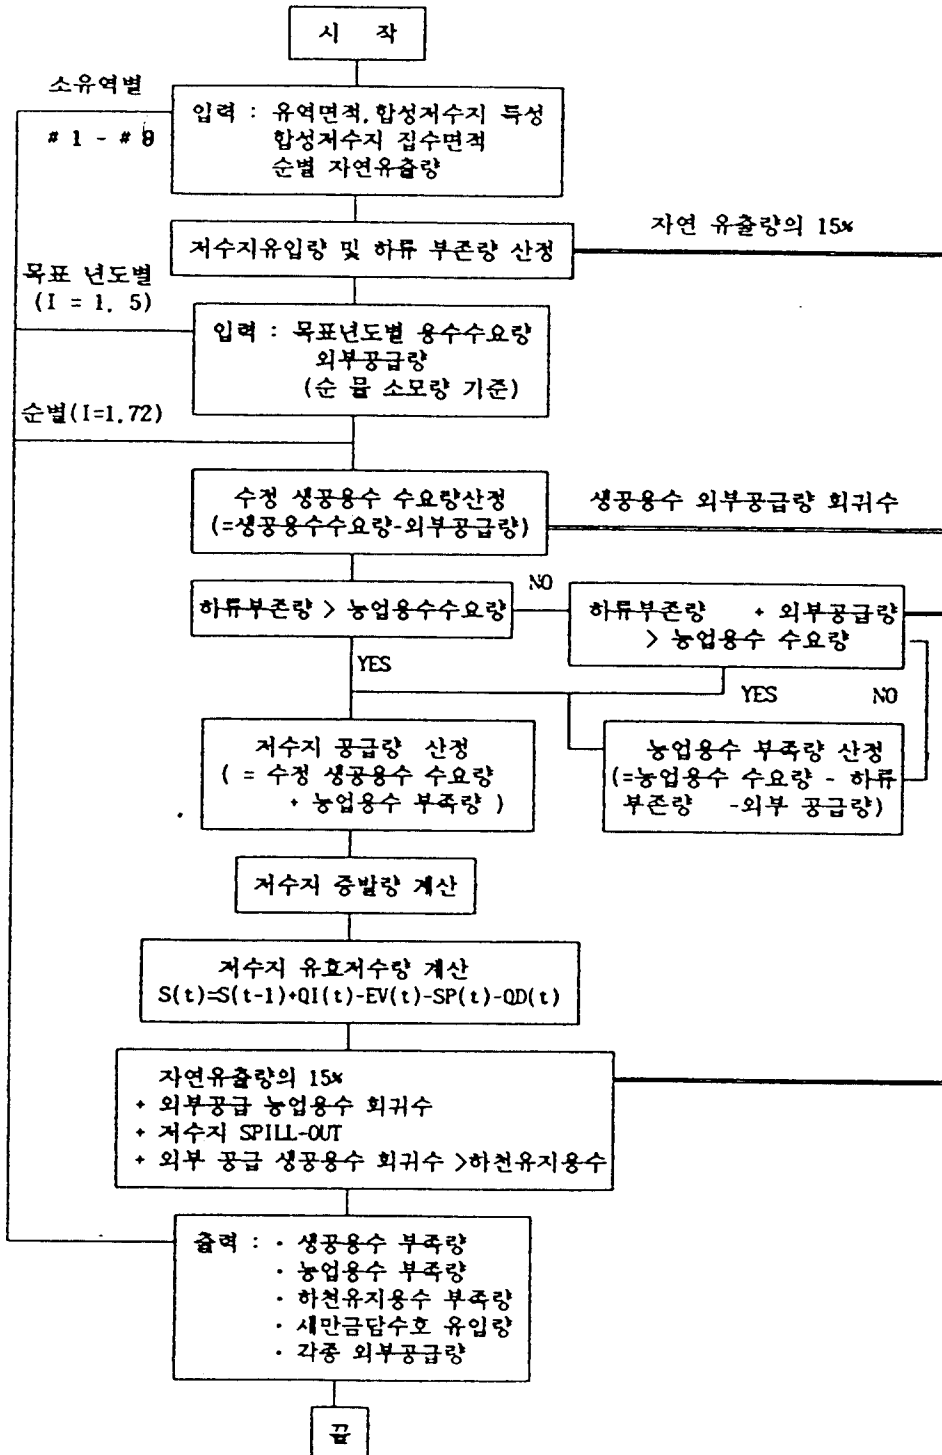 시 작
소유역별
# 1 - # 9
입력 : 유역면적,합성저수지 특성
합성저수지 집수면적
순별 자연유출량
자연 유출량의 15%
저수지유입량 및 하류 부존량 산정
목표 년도별
(I = 1, 5)
입력 : 목표년도별 용수수요량
외부공급량
(순 물 소모량 기준)
순별(I=1,72)
수정 생공용수 수요량산정
(=생공용수수요량-외부공급량)
생공용수 외부공급량 회귀수
NO
하류부존량 > 농업용수수요량
하류부존량 + 외부공급량
> 농업용수 수요량
YES
YES
NO
저수지 공급량 산정
( = 수정 생공용수 수요량
+ 농업용수 부족량 )
농업용수 부족량 산정
(=농업용수 수요량 - 하류
부존량 -외부 공급량)
저수지 증발량 계산
저수지 유효저수량 계산
S(t)=S(t-1)+QI(t)-EV(t)-SP(t)-QD(t)
자연유출량의 15%
+ 외부공급 농업용수 회귀수
+ 저수지 SPILL-OUT
+ 외부 공급 생공용수 회귀수 >하천유지용수
출력 : · 생공용수 부족량
· 농업용수 부족량
· 하천유지용수 부족량
· 새만금담수호 유입량
· 각종 외부공급량
끝